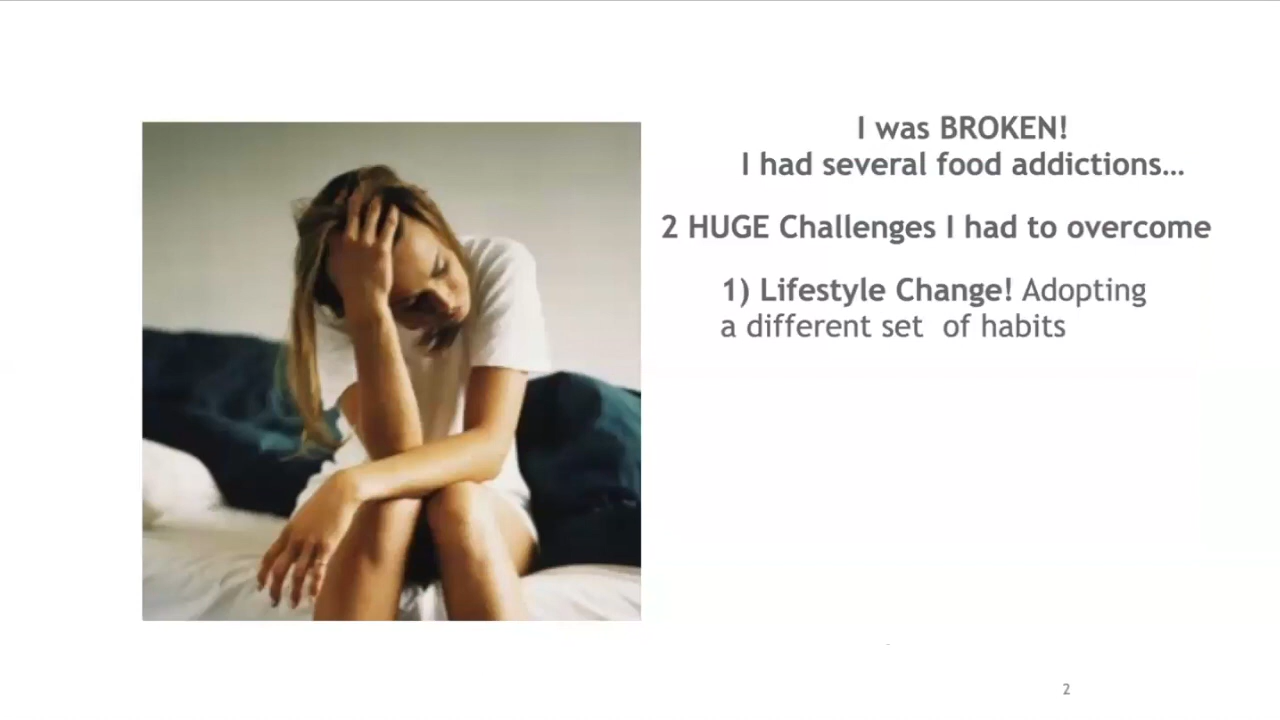 I was BROKEN!
I had several food addictions...
2 HUGE Challenges I had to overcome
1) Lifestyle Change! Adopting
a different set  of habits
2